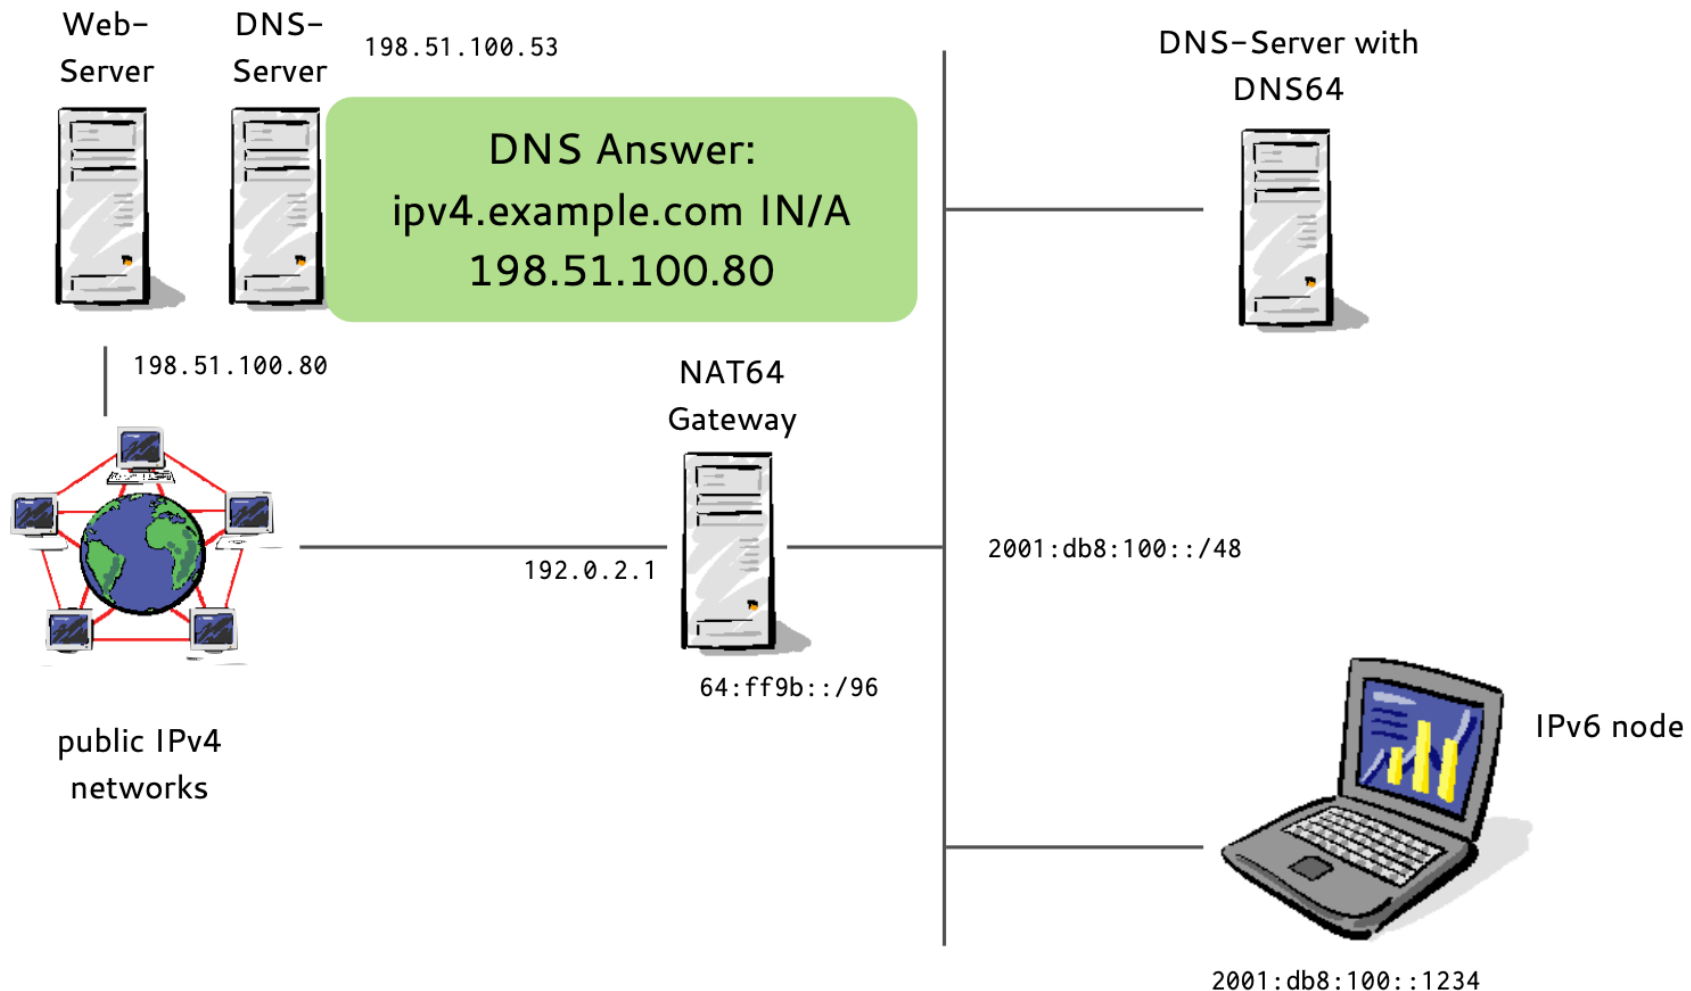 Web-
Server
DNS-
Server
198.51.100.53
DNS Answer:
ipv4.example.com IN/A
198.51.100.80
DNS-Server with
DNS64
198.51.100.80
NAT64
Gateway
192.0.2.1
2001:db8:100::/48
64:ff9b::/96
public IPv4
networks
IPv6 node
2001:db8:100::1234